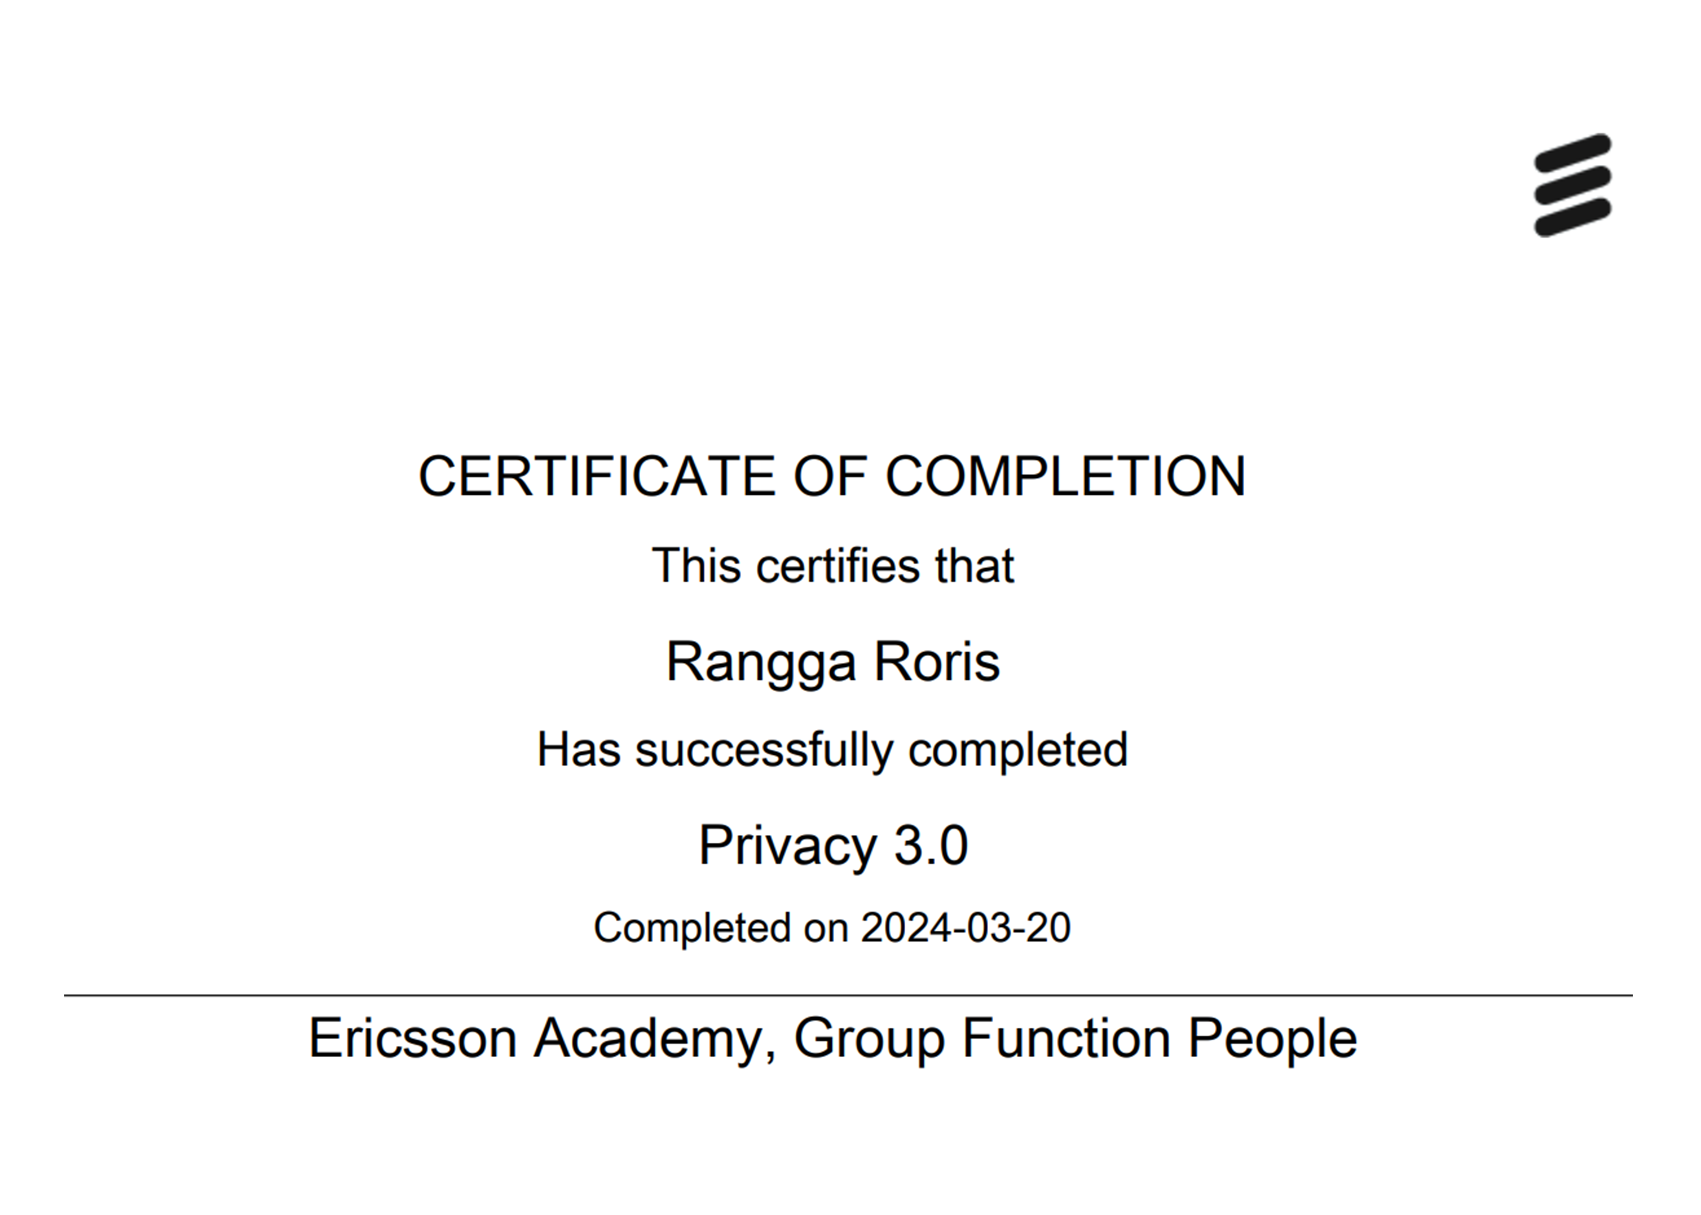 CERTIFICATE OF COMPLETION
This certifies that
Rangga Roris
Has successfully completed
Privacy 3.0
Completed on 2024-03-20
Ericsson Academy, Group Function People